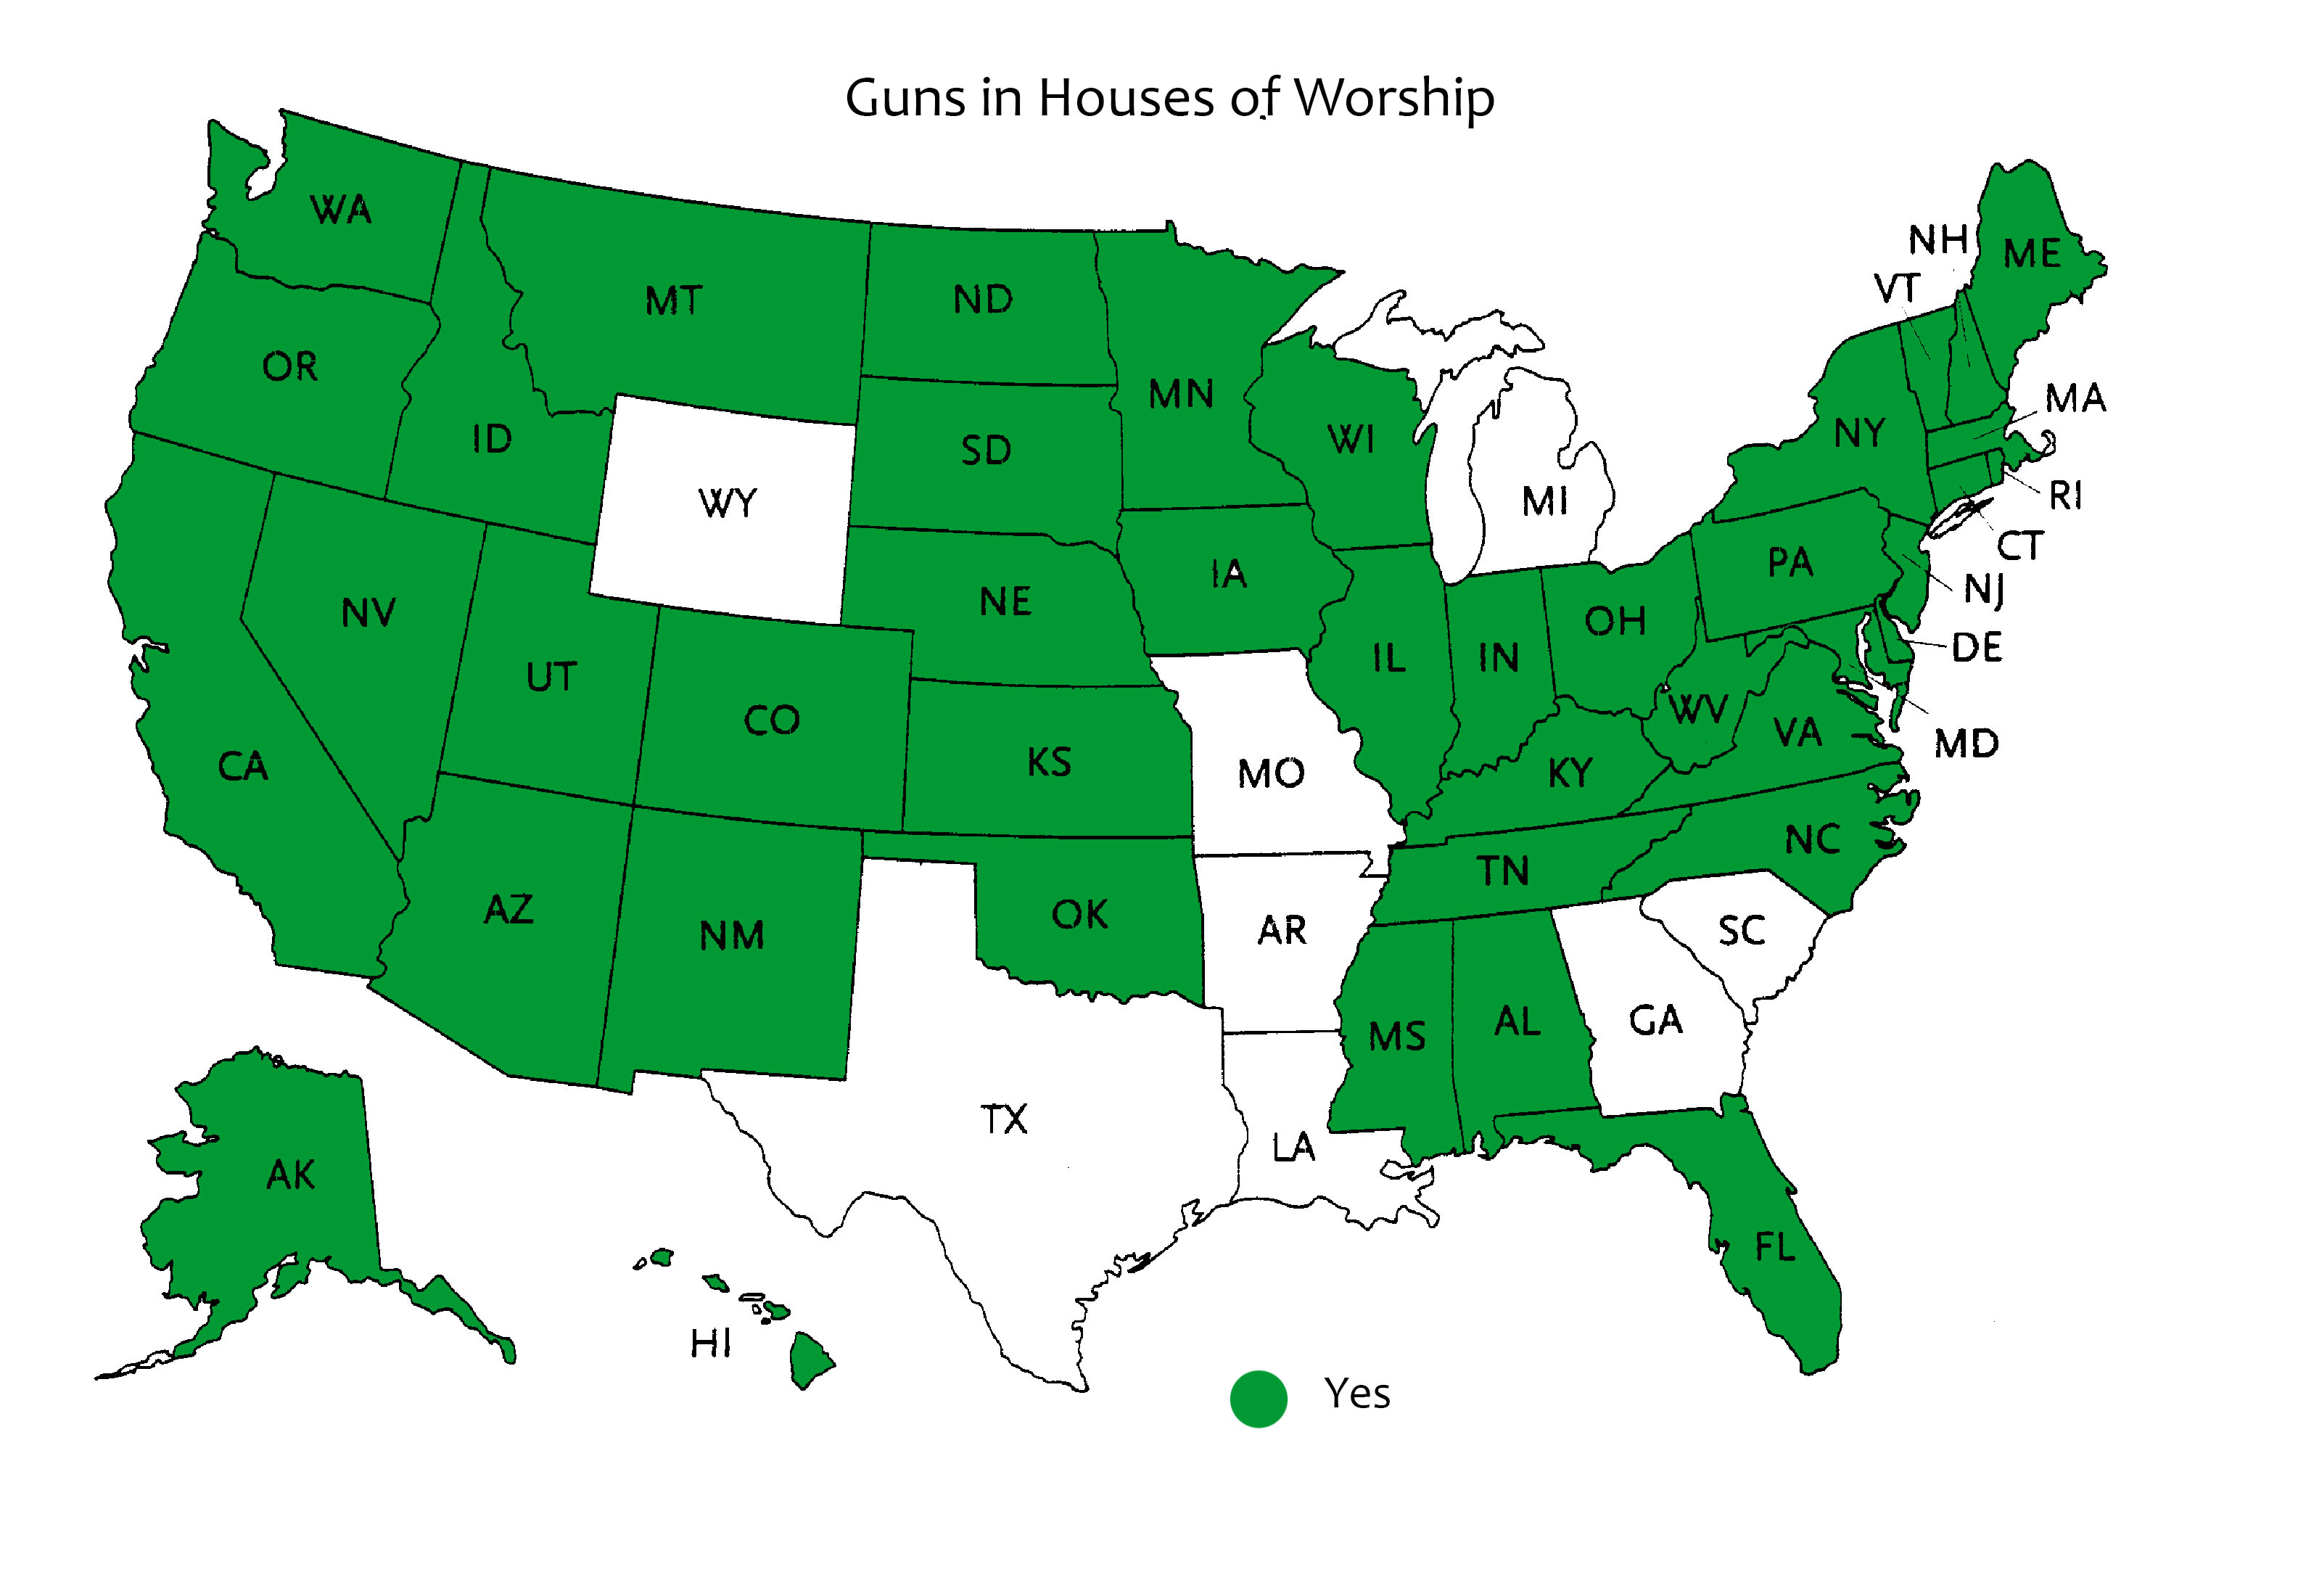 Guns in Houses of Worship
WA
NH
ME
VT
MT
ND
OR
MN
MA
NY
ID
WI
SD
RI
WY
MI
CT
PA
IA
NJ
NE
NV
OH
DE
IL
IN
UT
WV
CO
VA
MD
KS
CA
MO
KY
NC
TN
AZ
OK
AR
SC
NM
GA
AL
MS
TX
LA
AK
FL
HI
Yes